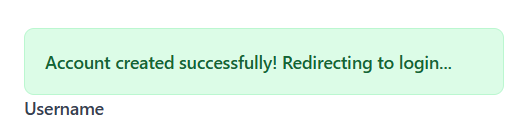 Account created successfully! Redirecting to login...
Username